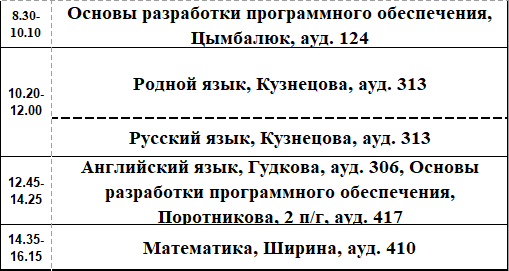 8.30-
10.10
Основы разработки программного обеспечения,
Цымбалюк, ауд. 124
10.20-
12.00
Родной язык, Кузнецова, ауд. 313
Русский язык, Кузнецова, ауд. 313
12.45-
14.25
Английский язык, Гудкова, ауд. 306, Основы
разработки программного обеспечения,
Поротникова, 2 п/г, ауд. 417
14.35-
16.15
Математика, Ширина, ауд. 410